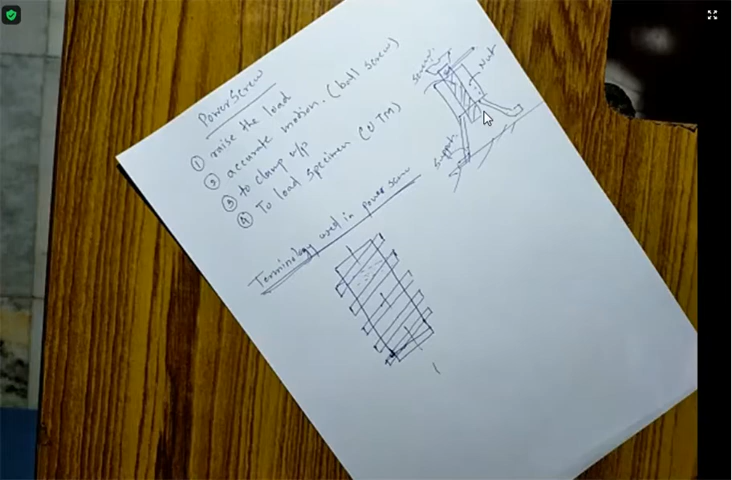 Power Screw
① raise the load
② accurate motion. (ball screw)
③ to clamp w/p
④ To load specimen (UTM)
Terminology used in power screw
Screw
Nut
Support